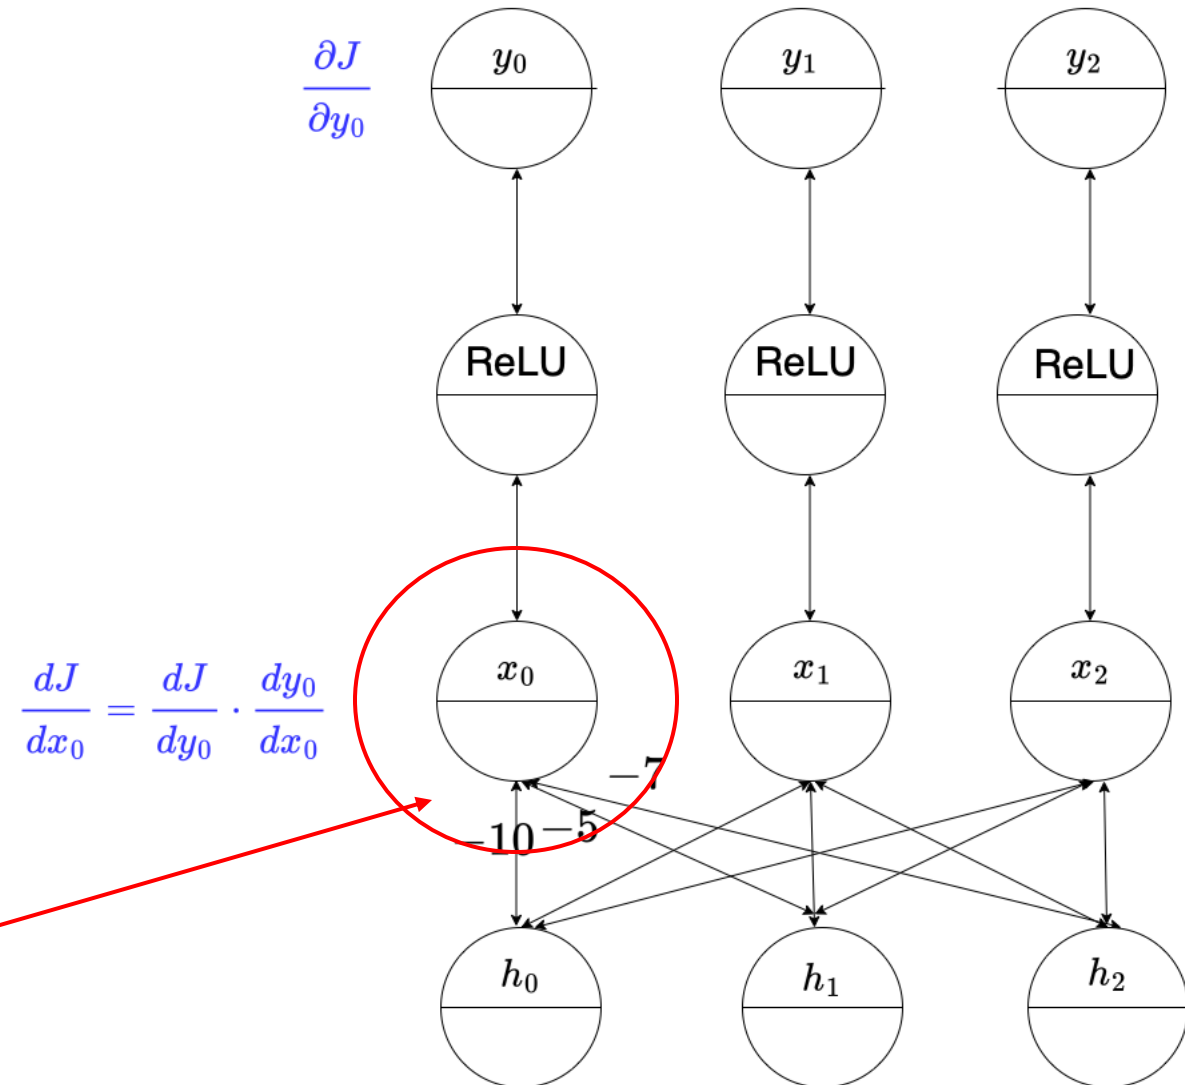 ∂J/∂y₀
y₀ y₁ y₂
ReLU ReLU ReLU
dJ/dx₀ = dJ/dy₀ · dy₀/dx₀
x₀ x₁ x₂
−7
−10 −5
h₀ h₁ h₂